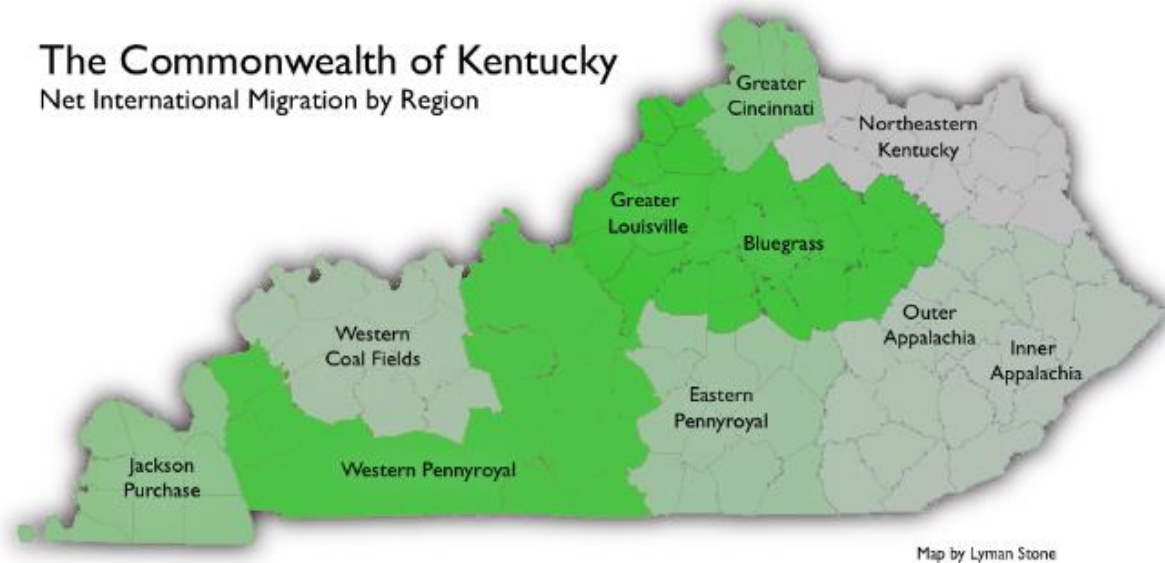 The Commonwealth of Kentucky
Net International Migration by Region
Greater
Cincinnati
Northeastern
Kentucky
Greater
Louisville
Bluegrass
Western
Coal Fields
Outer
Appalachia
Inner
Appalachia
Eastern
Pennyroyal
Jackson
Purchase
Western Pennyroyal
Map by Lyman Stone